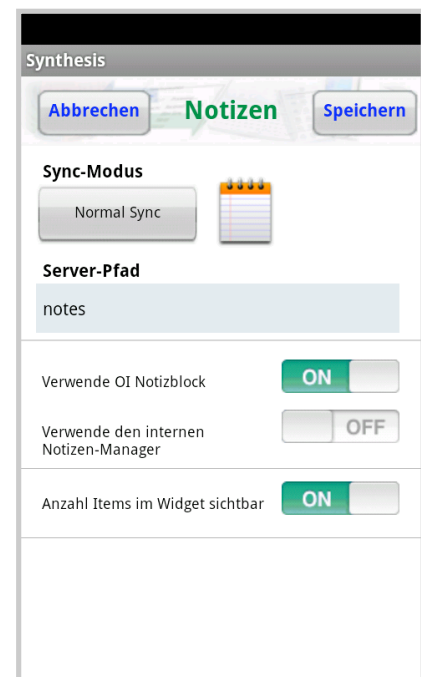 Synthesis
Abbrechen Notizen Speichern
Sync-Modus
Normal Sync
Server-Pfad
notes
Verwende OI Notizblock ON
Verwende den internen OFF
Notizen-Manager
Anzahl Items im Widget sichtbar ON